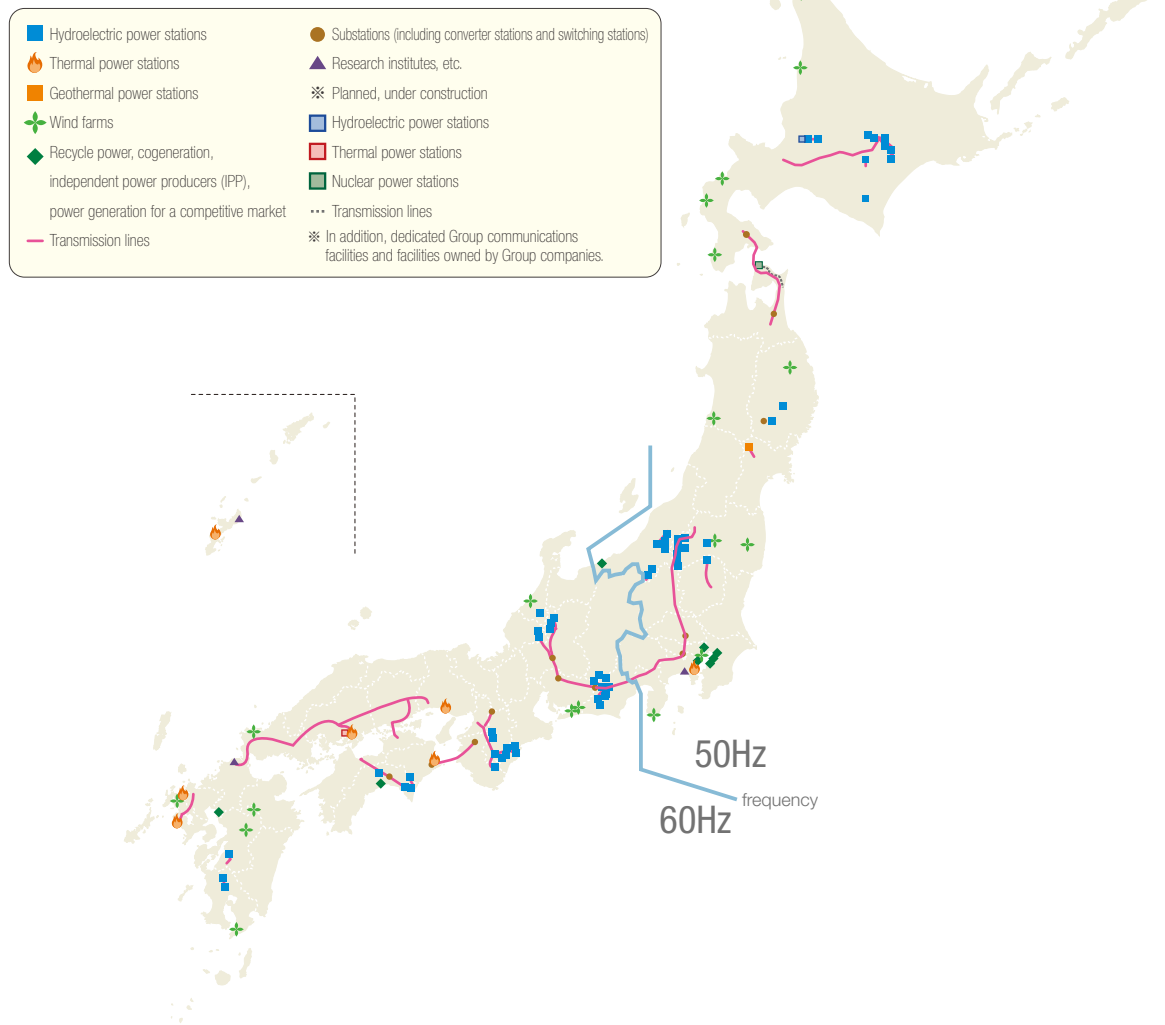 Hydroelectric power stations
Thermal power stations
Geothermal power stations
Wind farms
Recycle power, cogeneration,
independent power producers (IPP),
power generation for a competitive market
Transmission lines
Substations (including converter stations and switching stations)
Research institutes, etc.
※ Planned, under construction
Hydroelectric power stations
Thermal power stations
Nuclear power stations
Transmission lines
※ In addition, dedicated Group communications
facilities and facilities owned by Group companies.
50Hz
frequency
60Hz